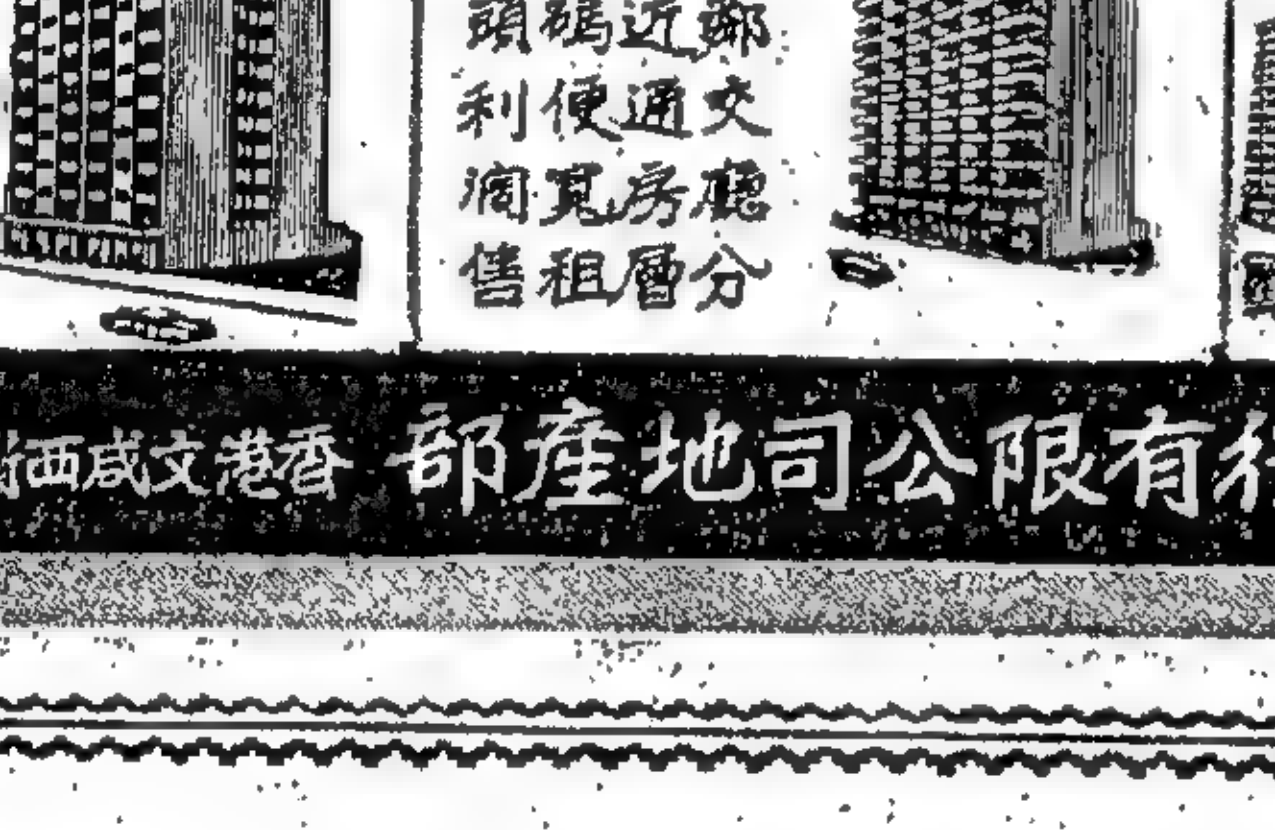 鄰近碼頭
交通便利
廳房寬濶
分層租售
有限公司地產部 香港文咸西